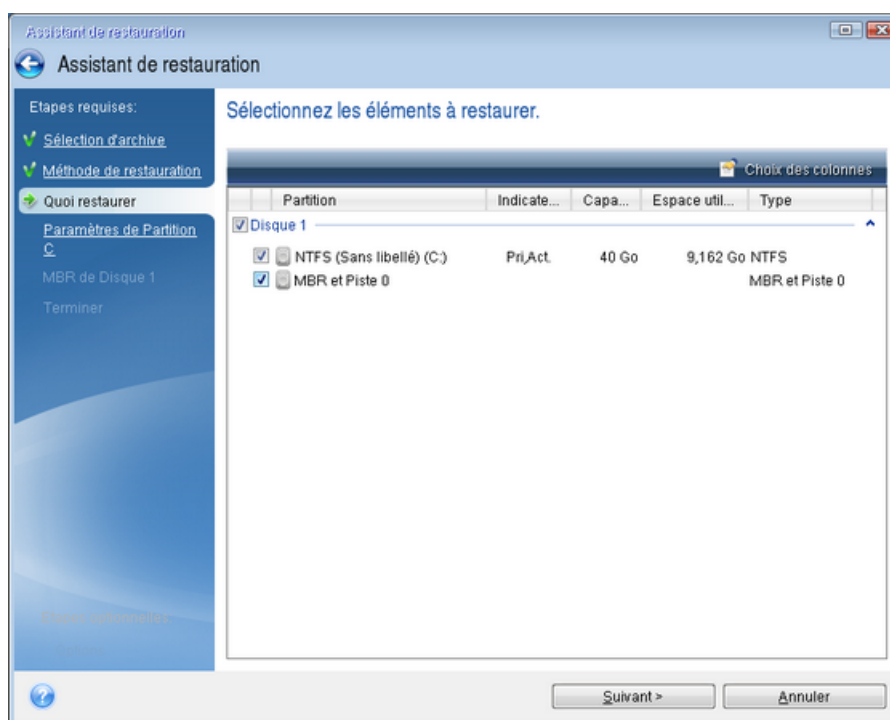 Assistant de restauration
Assistant de restauration
Etapes requises:
Sélection d'archive
Méthode de restauration
Quoi restaurer
Paramètres de Partition
C
MBR de Disque 1
Terminer
Sélectionnez les éléments à restaurer.
Choix des colonnes
Partition Indicate... Capa... Espace util... Type
Disque 1
NTFS (Sans libellé) (C:) Pri,Act. 40 Go 9,162 Go NTFS
MBR et Piste 0 MBR et Piste 0
Suivant > Annuler